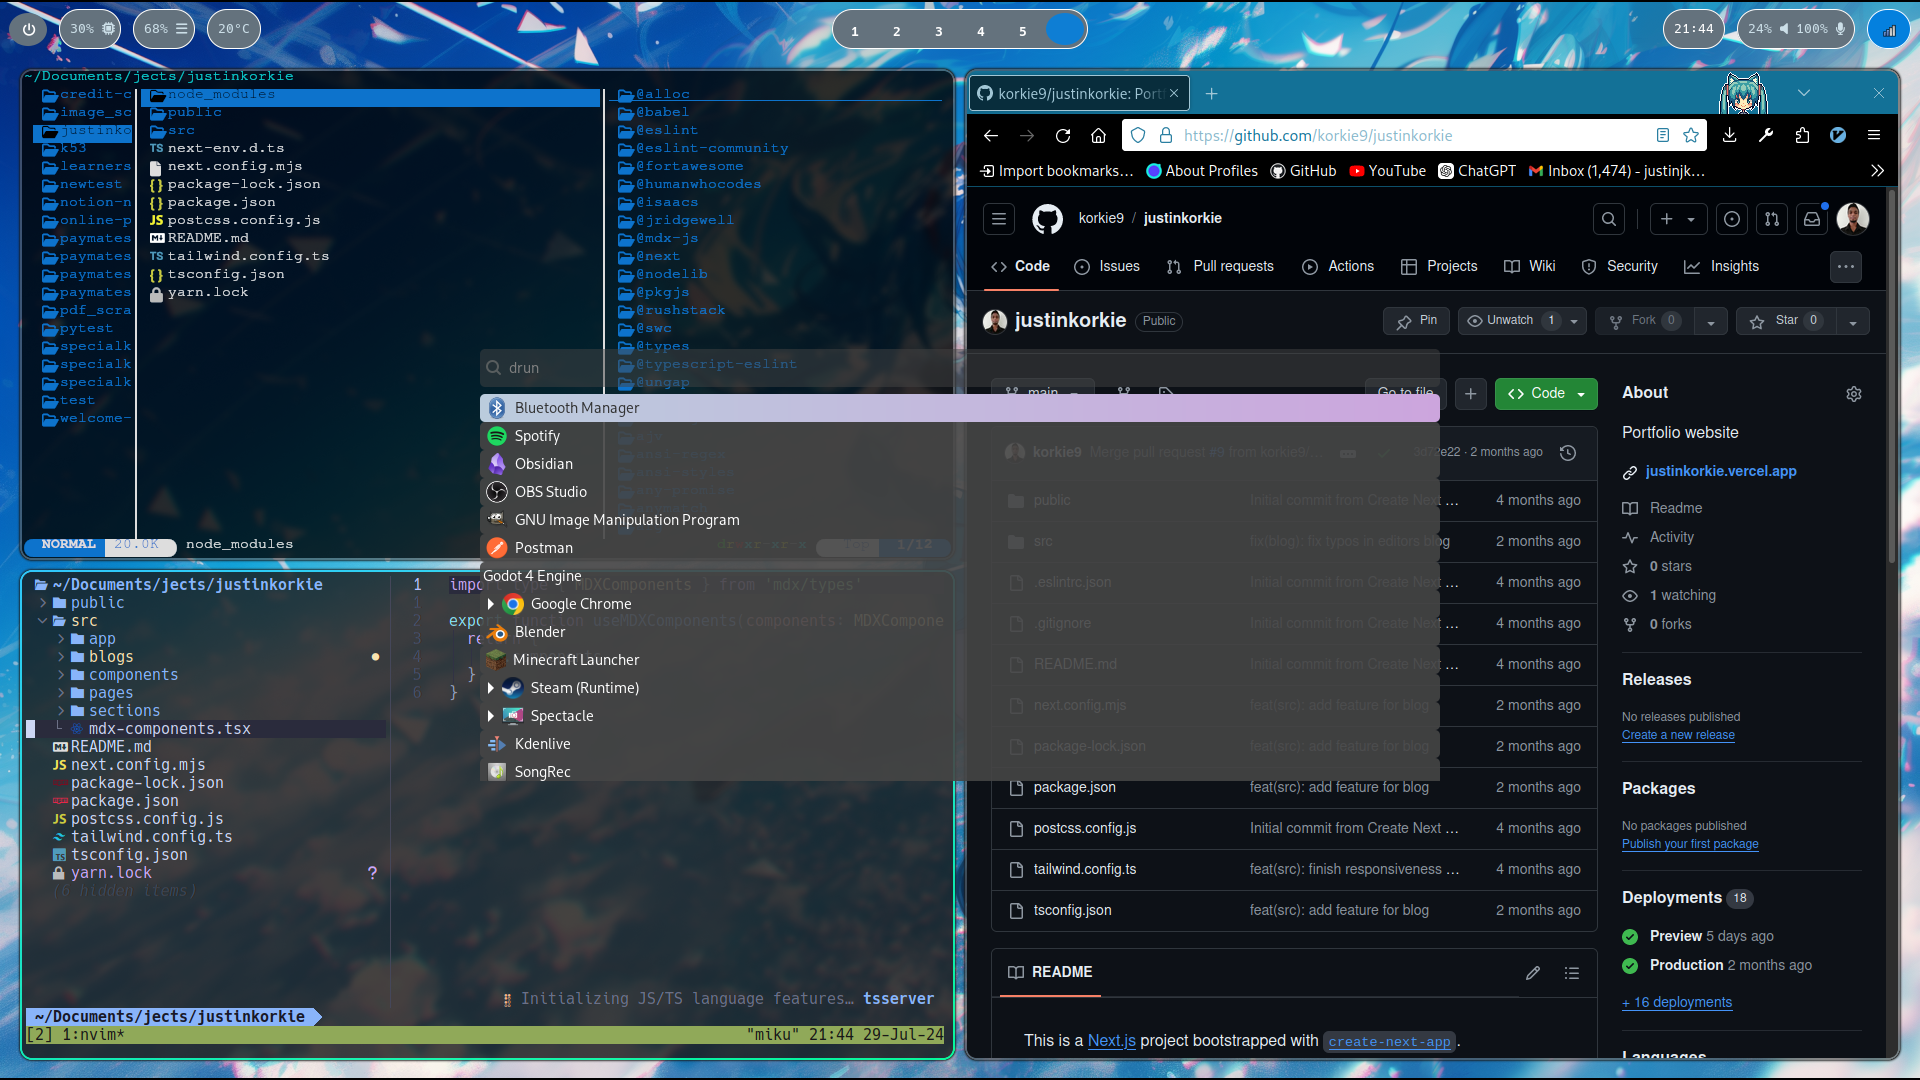 30%
68%
20°C
1 2 3 4 5
21:44
24% 100%
~/Documents/jects/justinkorkie
credit-c
image_sc
justinko
k53
learners
newtest
notion-n
online-p
paymates
paymates
paymates
paymates
pdf_scra
pytest
specialk
specialk
specialk
test
welcome-
node_modules
public
src
TS next-env.d.ts
next.config.mjs
{} package-lock.json
{} package.json
JS postcss.config.js
README.md
TS tailwind.config.ts
{} tsconfig.json
yarn.lock
@alloc
@babel
@eslint
@eslint-community
@fortawesome
@humanwhocodes
@isaacs
@jridgewell
@mdx-js
@next
@nodelib
@pkgjs
@rushstack
@swc
@types
@typescript-eslint
@ungap
NORMAL 20.0K node_modules
1/12
drun
Bluetooth Manager
Spotify
Obsidian
OBS Studio
GNU Image Manipulation Program
Postman
Godot 4 Engine
Google Chrome
Blender
Minecraft Launcher
Steam (Runtime)
Spectacle
Kdenlive
SongRec
~/Documents/jects/justinkorkie
public
src
app
blogs
components
pages
sections
mdx-components.tsx
README.md
JS next.config.mjs
package-lock.json
package.json
JS postcss.config.js
tailwind.config.ts
TS tsconfig.json
yarn.lock ?
(6 hidden items)
1 impo MDXComponents } from 'mdx/types
1
2 export function useMDXComponents(components: MDXCompone
3 re
4
5 }
6 }
Initializing JS/TS language features… tsserver
~/Documents/jects/justinkorkie
[2] 1:nvim* "miku" 21:44 29-Jul-24
korkie9/justinkorkie: Port
https://github.com/korkie9/justinkorkie
Import bookmarks… About Profiles GitHub YouTube ChatGPT Inbox (1,474) - justinjk…
korkie9 / justinkorkie
Code Issues Pull requests Actions Projects Wiki Security Insights
justinkorkie Public
Pin Unwatch 1 Fork 0 Star 0
main Go to file Code
korkie9 Merge pull request #9 from korkie9/… 3d72e22 · 2 months ago
public Initial commit from Create Next … 4 months ago
src fix(blog): fix typos in editors blog 2 months ago
.eslintrc.json Initial commit from Create Next … 4 months ago
.gitignore Initial commit from Create Next … 4 months ago
README.md Initial commit from Create Next … 4 months ago
next.config.mjs feat(src): add feature for blog 2 months ago
package-lock.json feat(src): add feature for blog 2 months ago
package.json feat(src): add feature for blog 2 months ago
postcss.config.js Initial commit from Create Next … 4 months ago
tailwind.config.ts feat(src): finish responsiveness … 4 months ago
tsconfig.json feat(src): add feature for blog 2 months ago
README
This is a Next.js project bootstrapped with create-next-app.
About
Portfolio website
justinkorkie.vercel.app
Readme
Activity
0 stars
1 watching
0 forks
Releases
No releases published
Create a new release
Packages
No packages published
Publish your first package
Deployments 18
Preview 5 days ago
Production 2 months ago
+ 16 deployments
Languages